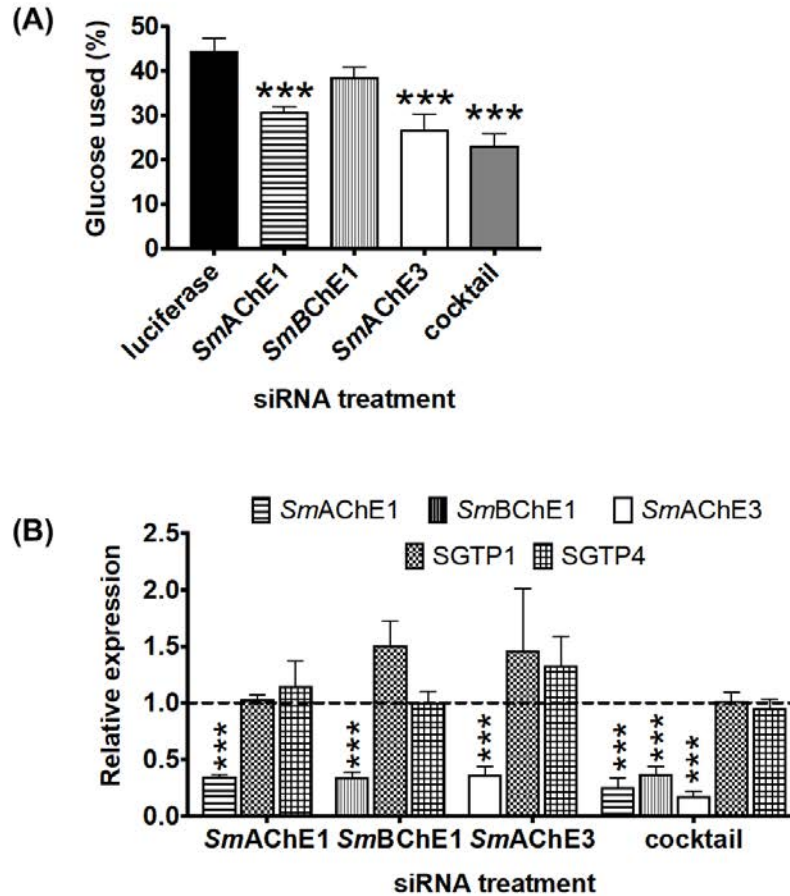 (A)
Glucose used (%)
50
40
30
20
10
0
***
***
***
luciferase
SmAChE1
SmBChE1
SmAChE3
cocktail
siRNA treatment
(B)
SmAChE1 SmBChE1 SmAChE3
SGTP1 SGTP4
Relative expression
2.5
2.0
1.5
1.0
0.5
0.0
***
***
***
***
***
***
SmAChE1 SmBChE1 SmAChE3 cocktail
siRNA treatment